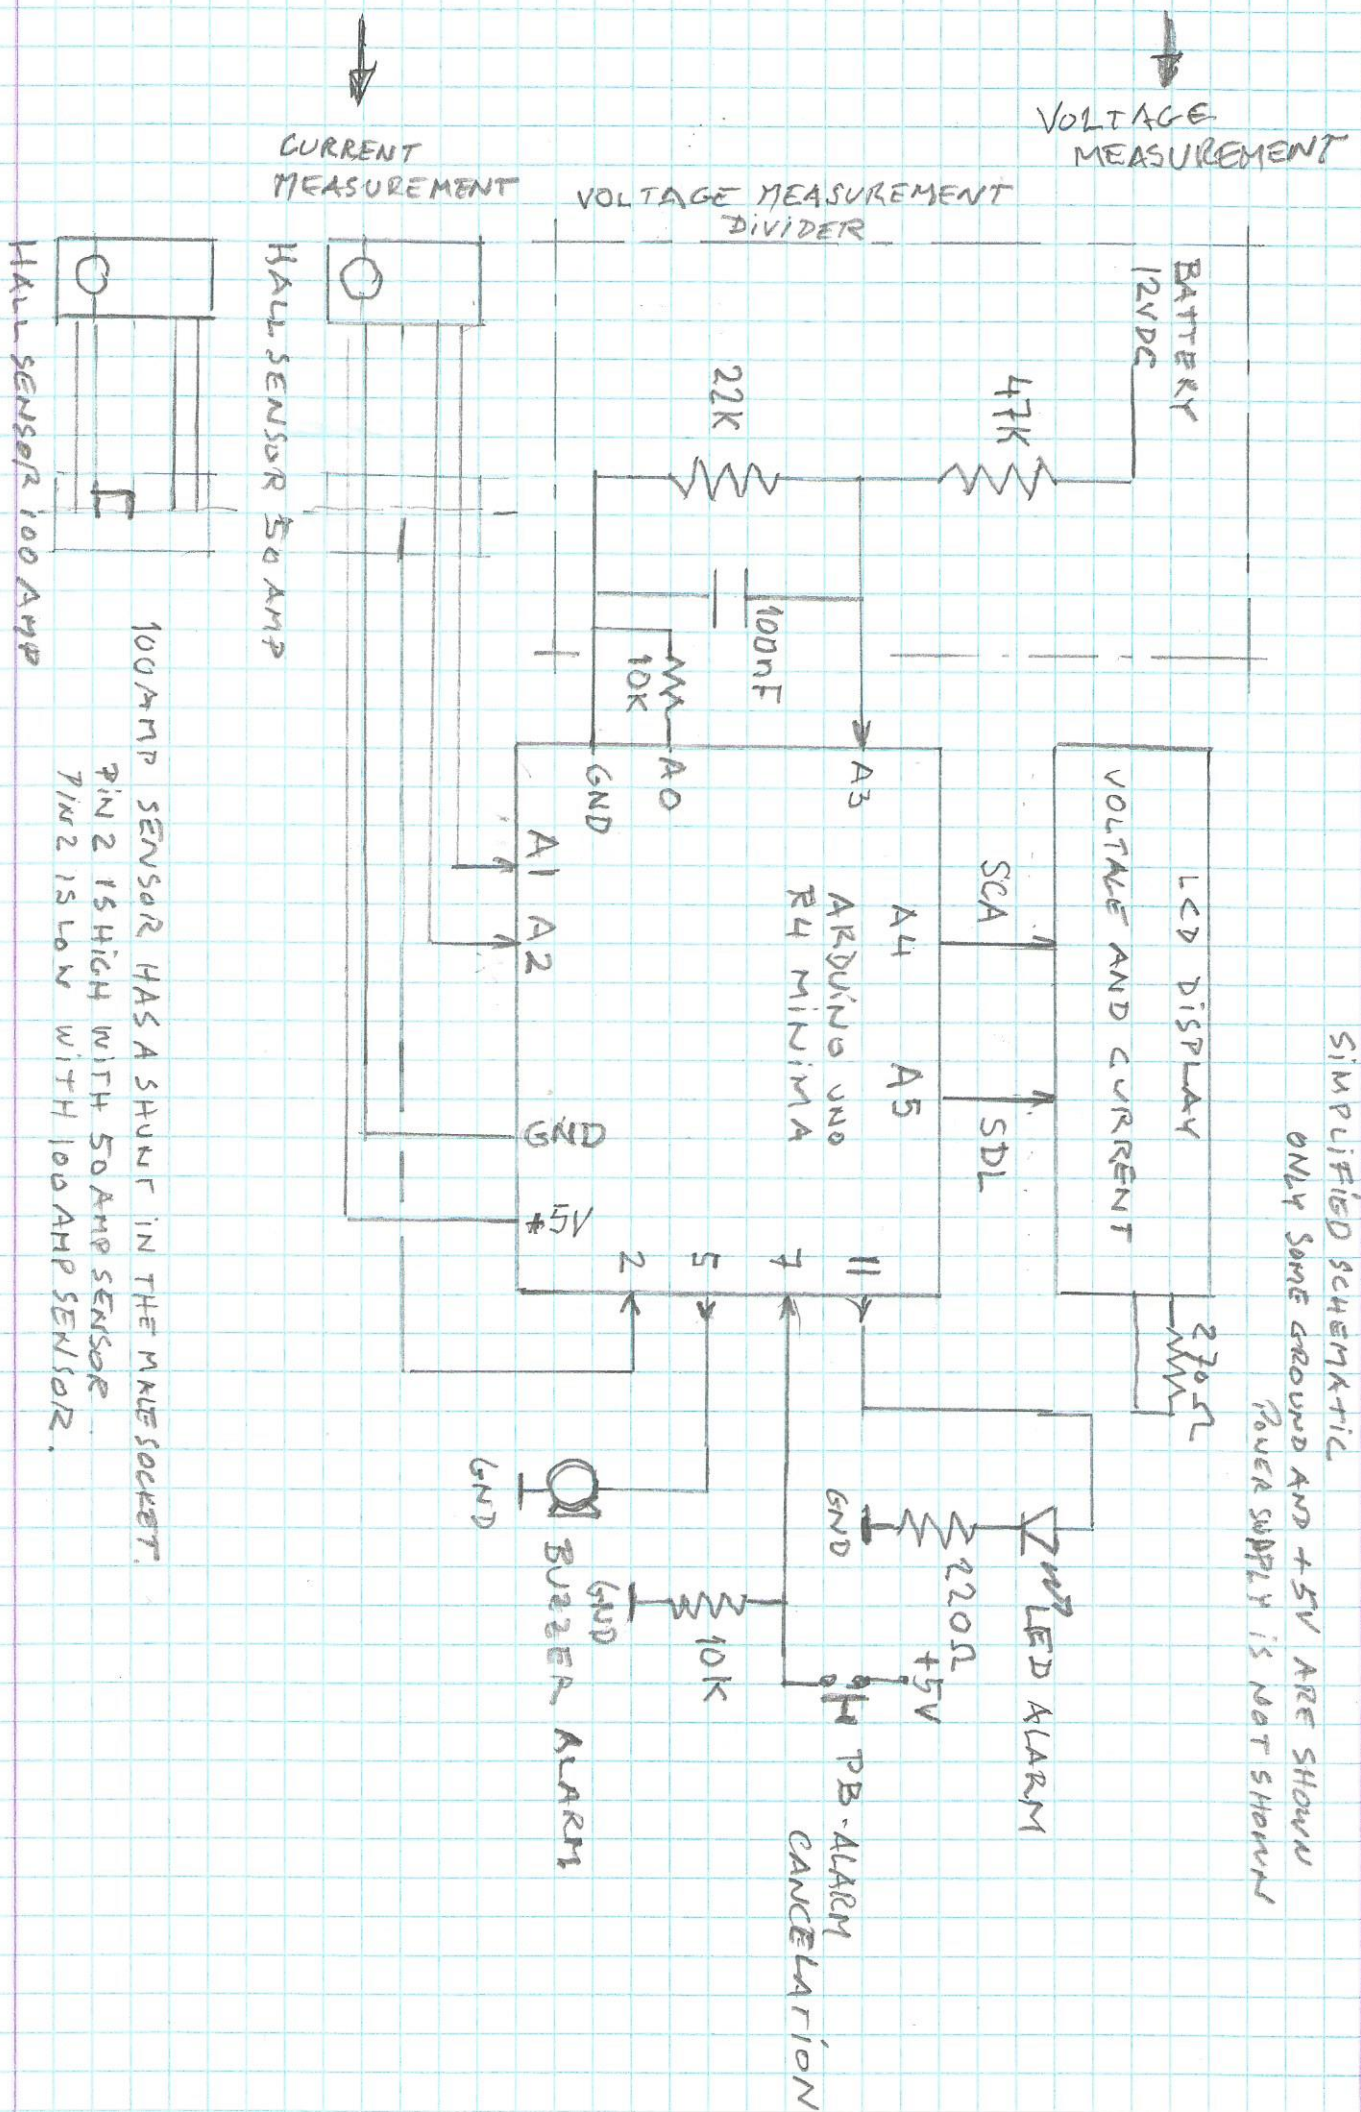 SIMPLIFIED SCHEMATIC
ONLY SOME GROUND AND +5V ARE SHOWN
POWER SUPPLY IS NOT SHOWN
VOLTAGE
MEASUREMENT
CURRENT
MEASUREMENT
VOLTAGE MEASUREMENT
DIVIDER
BATTERY
12VDC
47K
22K
100nF
10K
LCD DISPLAY
VOLTAGE AND CURRENT
270Ω
SCA
SDL
A3
A4
A5
A0
GND
ARDUINO UNO
R4 MINIMA
A1
A2
GND
+5V
2
5
7
11
LED ALARM
220Ω
GND
+5V
PB-ALARM
CANCELATION
10K
GND
BUZZER ALARM
GND
HALL SENSOR 50 AMP
HALL SENSOR 100 AMP
100 AMP SENSOR HAS A SHUNT IN THE MALE SOCKET.
PIN 2 IS HIGH WITH 50 AMP SENSOR
PIN 2 IS LOW WITH 100 AMP SENSOR.